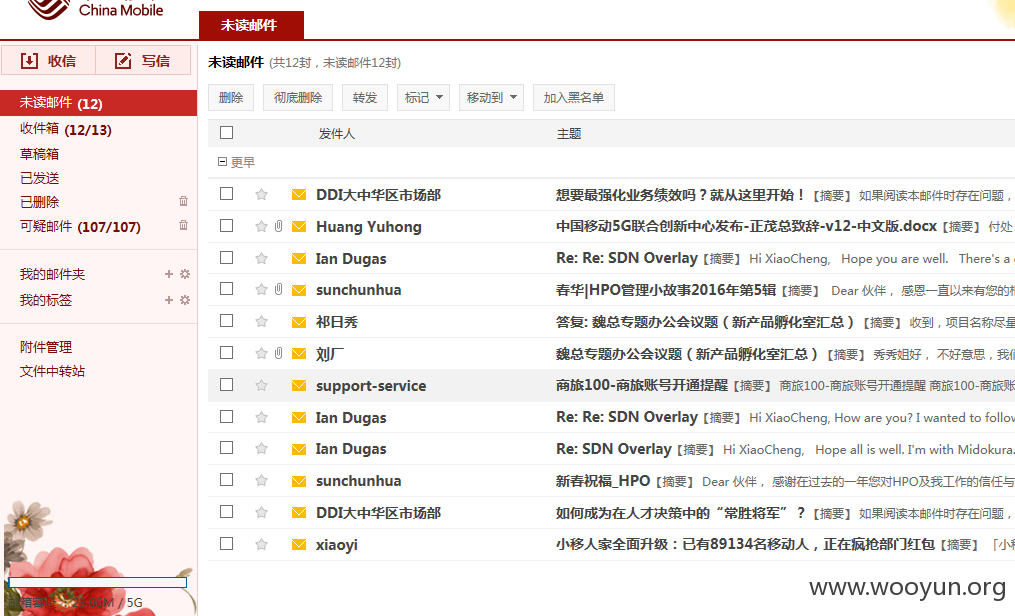 China Mobile
未读邮件
收信 写信
未读邮件 (12)
收件箱 (12/13)
草稿箱
已发送
已删除
可疑邮件 (107/107)
我的邮件夹
我的标签
附件管理
文件中转站
/ 5G
未读邮件 (共12封，未读邮件12封)
删除 彻底删除 转发 标记 移动到 加入黑名单
发件人 主题
更早
DDI大中华区市场部 想要最强化业务绩效吗？就从这里开始！【摘要】 如果阅读本邮件时存在问题，
Huang Yuhong 中国移动5G联合创新中心发布-正茂总致辞-v12-中文版.docx【摘要】 付处
Ian Dugas Re: Re: SDN Overlay【摘要】 Hi XiaoCheng, Hope you are well. There's a
sunchunhua 春华|HPO管理小故事2016年第5辑【摘要】 Dear 伙伴， 感恩一直以来有您的
祁日秀 答复: 魏总专题办公会议题（新产品孵化室汇总）【摘要】 收到，项目名称尽量
刘厂 魏总专题办公会议题（新产品孵化室汇总）【摘要】 秀秀姐好， 不好意思，我们
support-service 商旅100-商旅账号开通提醒【摘要】 商旅100-商旅账号开通提醒 商旅100-商旅账
Ian Dugas Re: Re: SDN Overlay【摘要】 Hi XiaoCheng, How are you? I wanted to follow
Ian Dugas Re: SDN Overlay【摘要】 Hi XiaoCheng, Hope all is well. I'm with Midokura.
sunchunhua 新春祝福_HPO【摘要】 Dear 伙伴， 感谢在过去的一年您对HPO及我工作的信任与
DDI大中华区市场部 如何成为在人才决策中的“常胜将军”？【摘要】 如果阅读本邮件时存在问题，
xiaoyi 小移人家全面升级：已有89134名移动人，正在疯抢部门红包【摘要】 「小移
www.wooyun.org